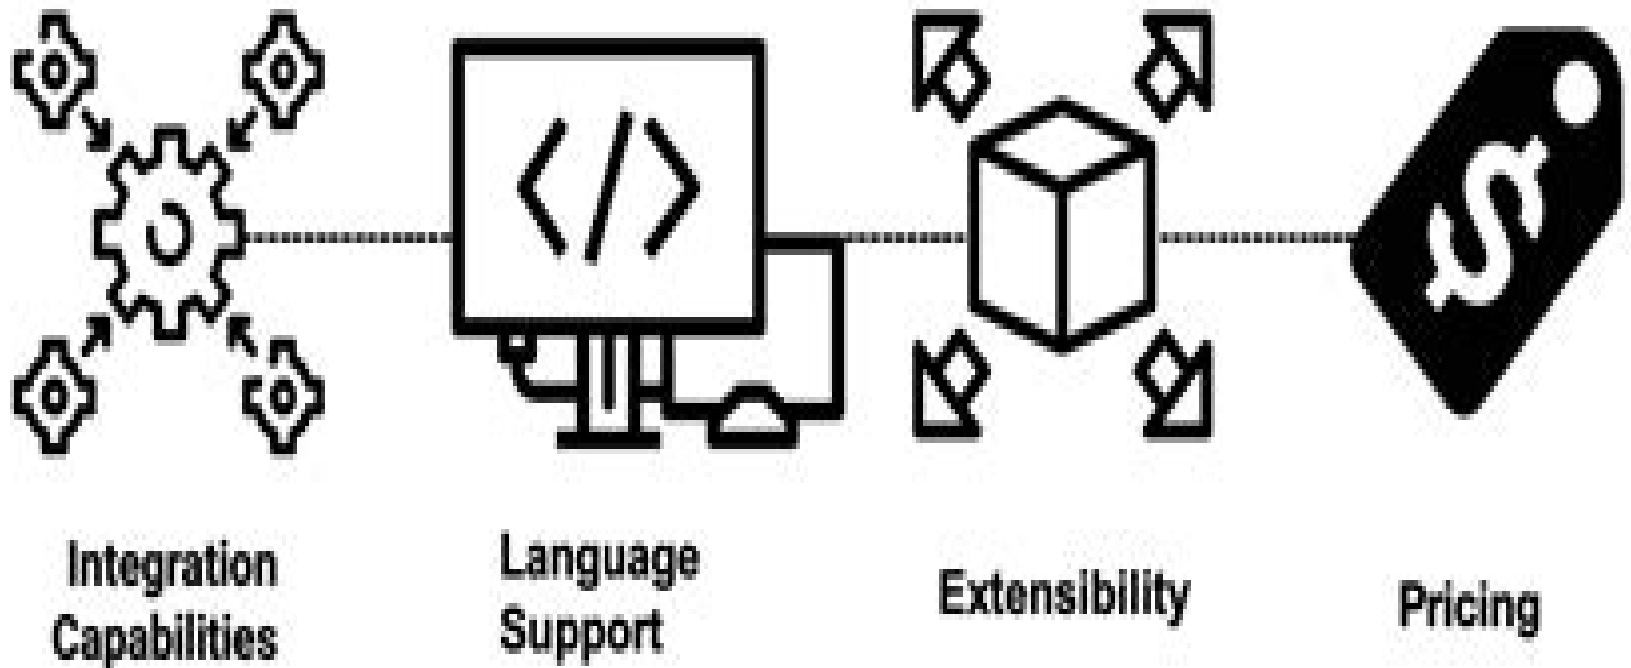 Integration
Capabilities
Language
Support
Extensibility
Pricing